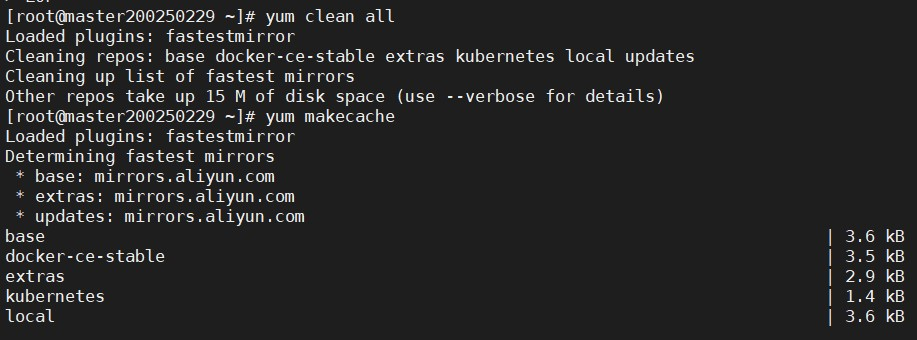 [root@master200250229 ~]# yum clean all
Loaded plugins: fastestmirror
Cleaning repos: base docker-ce-stable extras kubernetes local updates
Cleaning up list of fastest mirrors
Other repos take up 15 M of disk space (use --verbose for details)
[root@master200250229 ~]# yum makecache
Loaded plugins: fastestmirror
Determining fastest mirrors
 * base: mirrors.aliyun.com
 * extras: mirrors.aliyun.com
 * updates: mirrors.aliyun.com
base | 3.6 kB
docker-ce-stable | 3.5 kB
extras | 2.9 kB
kubernetes | 1.4 kB
local | 3.6 kB